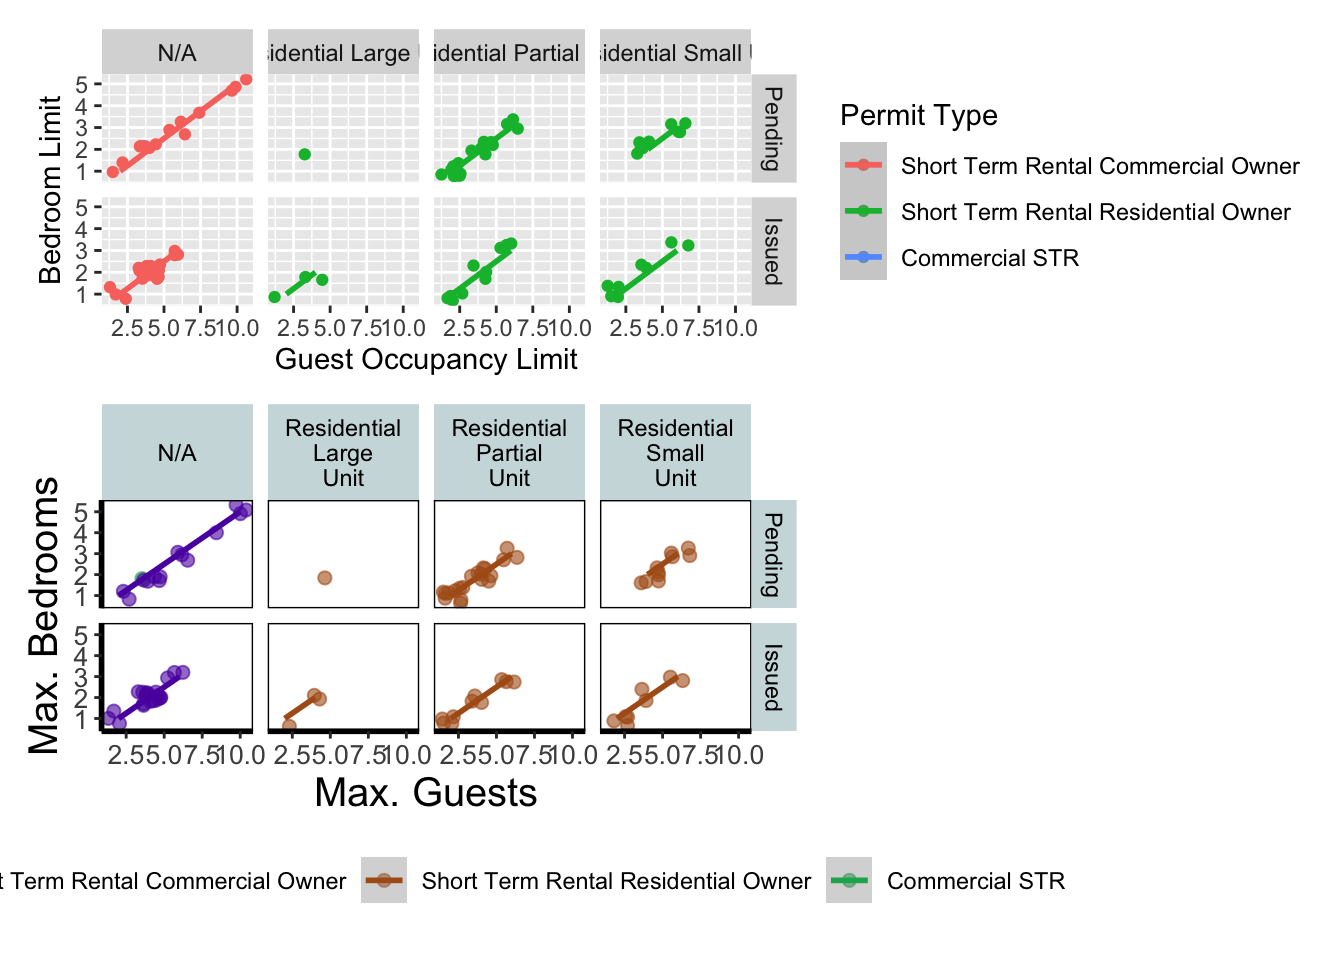 N/A
sidential Large
idential Partial
sidential Small
Bedroom Limit
5
4
3
2
1
Pending
5
4
3
2
1
Issued
2.5 5.0 7.5 10.0 2.5 5.0 7.5 10.0 2.5 5.0 7.5 10.0 2.5 5.0 7.5 10.0
Guest Occupancy Limit
Permit Type
Short Term Rental Commercial Owner
Short Term Rental Residential Owner
Commercial STR
N/A
Residential
Large
Unit
Residential
Partial
Unit
Residential
Small
Unit
Max. Bedrooms
5
4
3
2
1
Pending
5
4
3
2
1
Issued
2.5 5.0 7.5 10.0 2.5 5.0 7.5 10.0 2.5 5.0 7.5 10.0 2.5 5.0 7.5 10.0
Max. Guests
t Term Rental Commercial Owner
Short Term Rental Residential Owner
Commercial STR